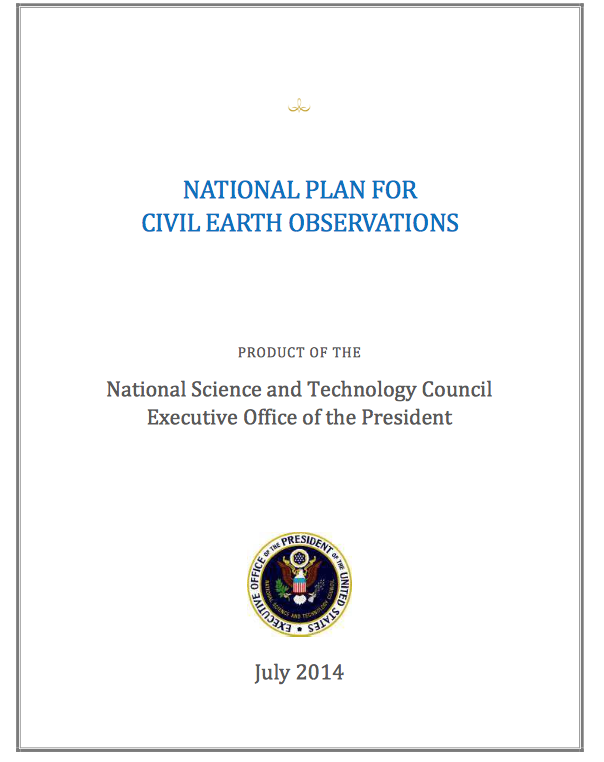 NATIONAL PLAN FOR
CIVIL EARTH OBSERVATIONS
PRODUCT OF THE
National Science and Technology Council
Executive Office of the President
EXECUTIVE OFFICE OF THE PRESIDENT OF THE UNITED STATES
NATIONAL SCIENCE AND TECHNOLOGY COUNCIL
July 2014